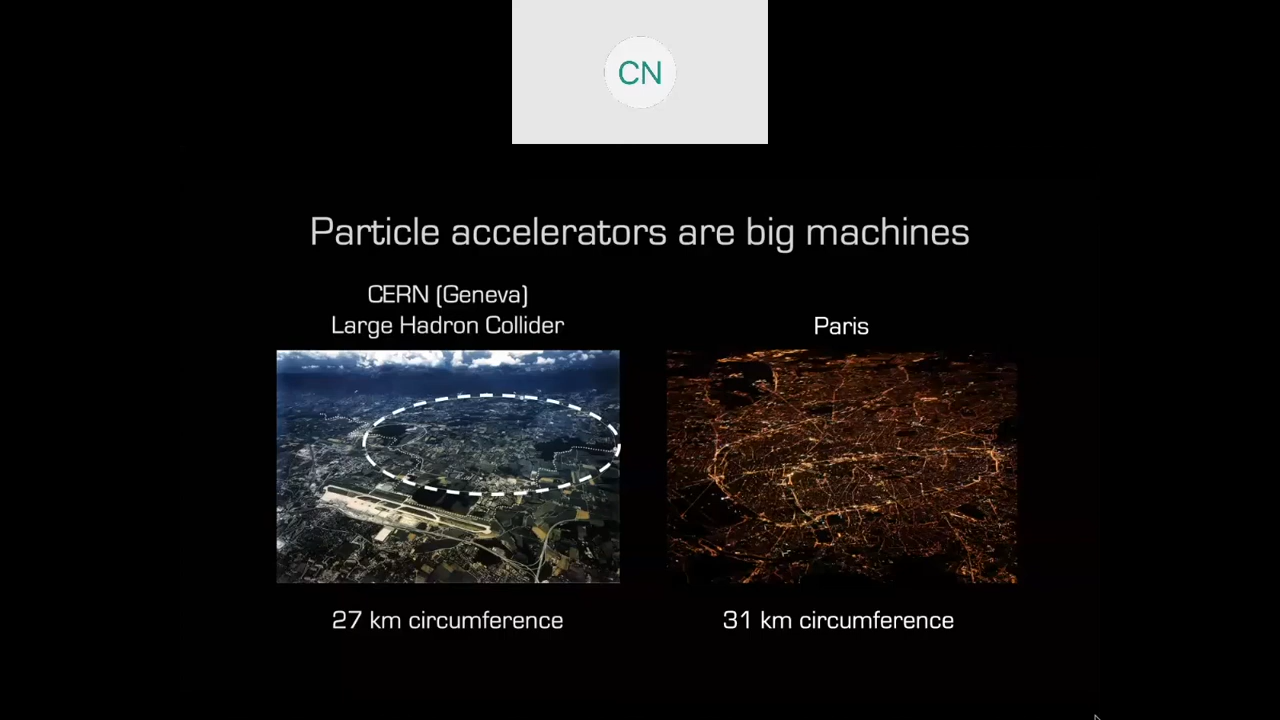 CN
Particle accelerators are big machines
CERN (Geneva)
Large Hadron Collider
Paris
27 km circumference
31 km circumference